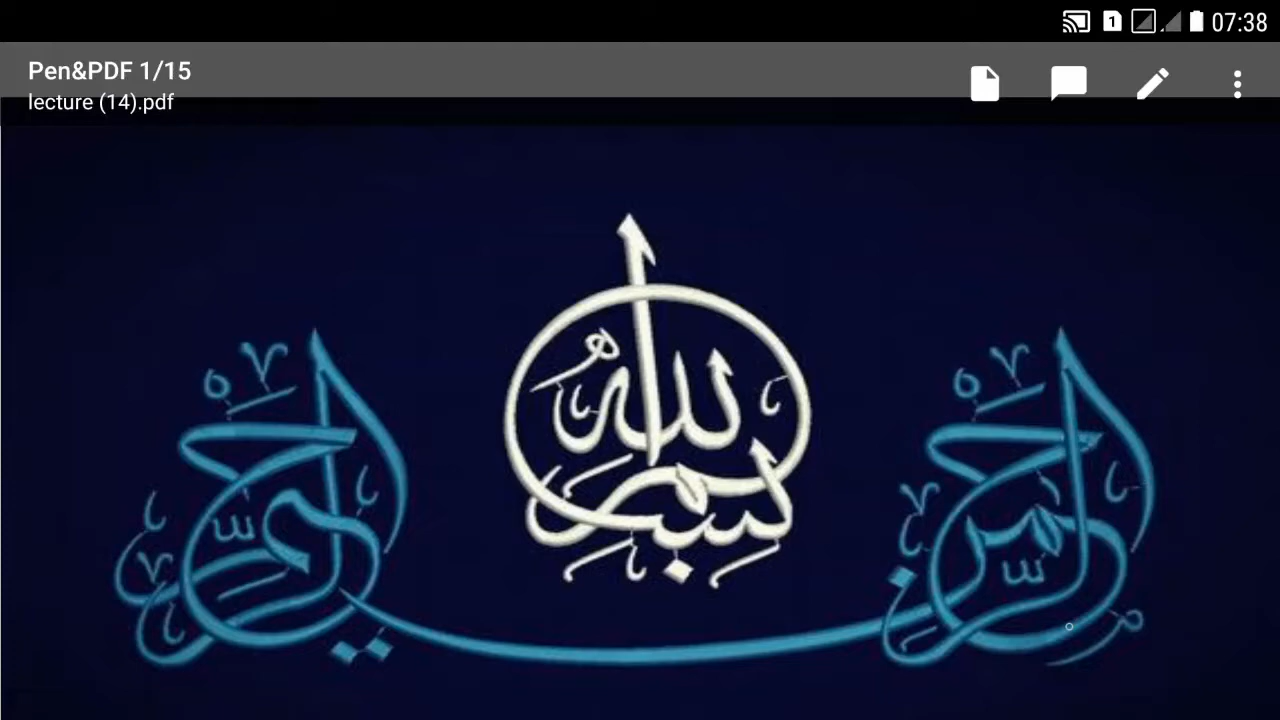 07:38
Pen&PDF 1/15
lecture (14).pdf
بسم الله
الرحمن الرحيم